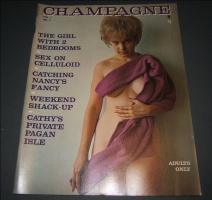 CHAMPAGNE
THE GIRL
WITH 2
BEDROOMS
SEX ON
CELLULOID
CATCHING
NANCY'S
FANCY
WEEKEND
SHACK-UP
CATHY'S
PRIVATE
PAGAN
ISLE
ADULTS
ONLY